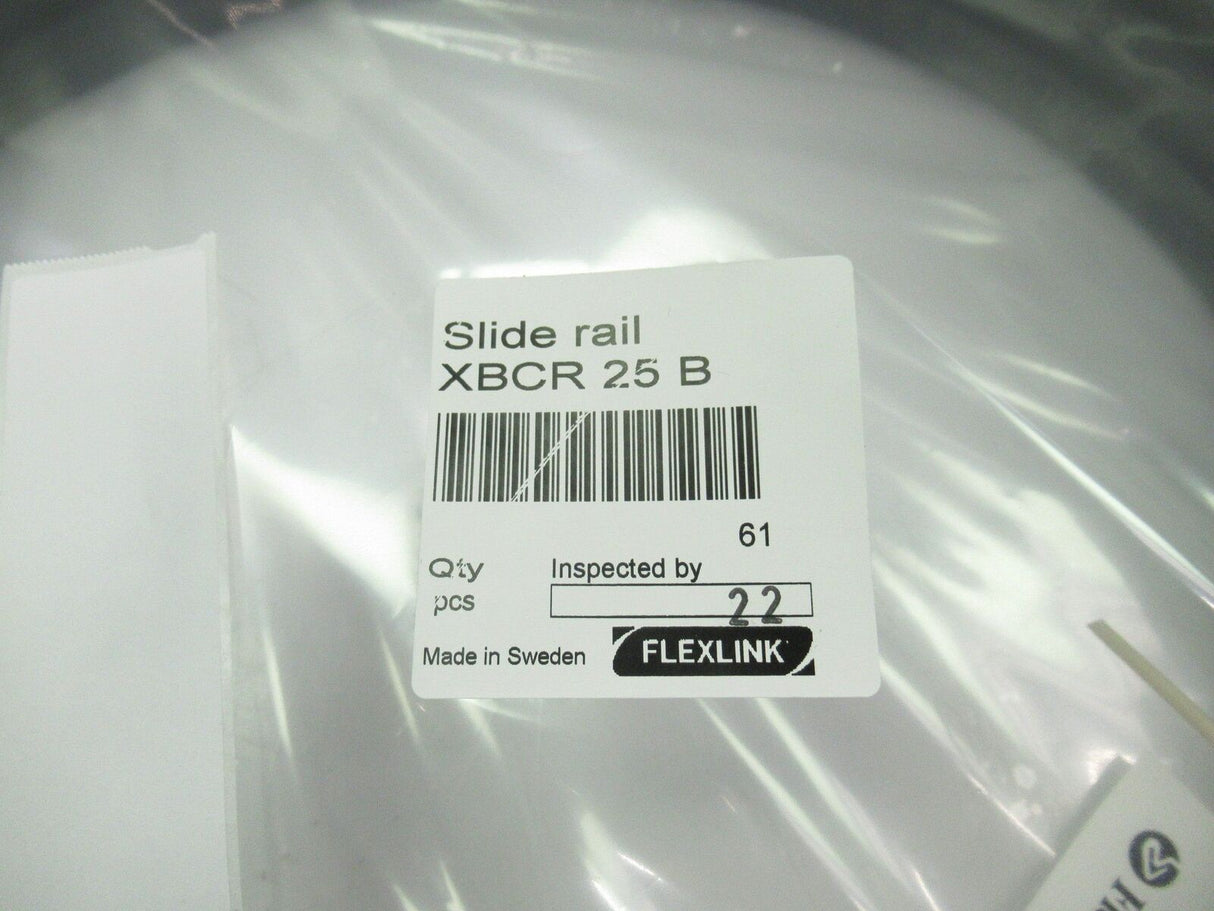 Slide rail
XBCR 25 B
61
Qty
pcs
Inspected by
22
Made in Sweden
FLEXLINK